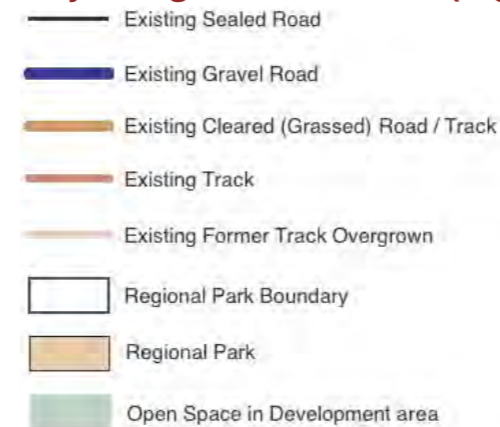 Existing Sealed Road
Existing Gravel Road
Existing Cleared (Grassed) Road / Track
Existing Track
Existing Former Track Overgrown
Regional Park Boundary
Regional Park
Open Space in Development area